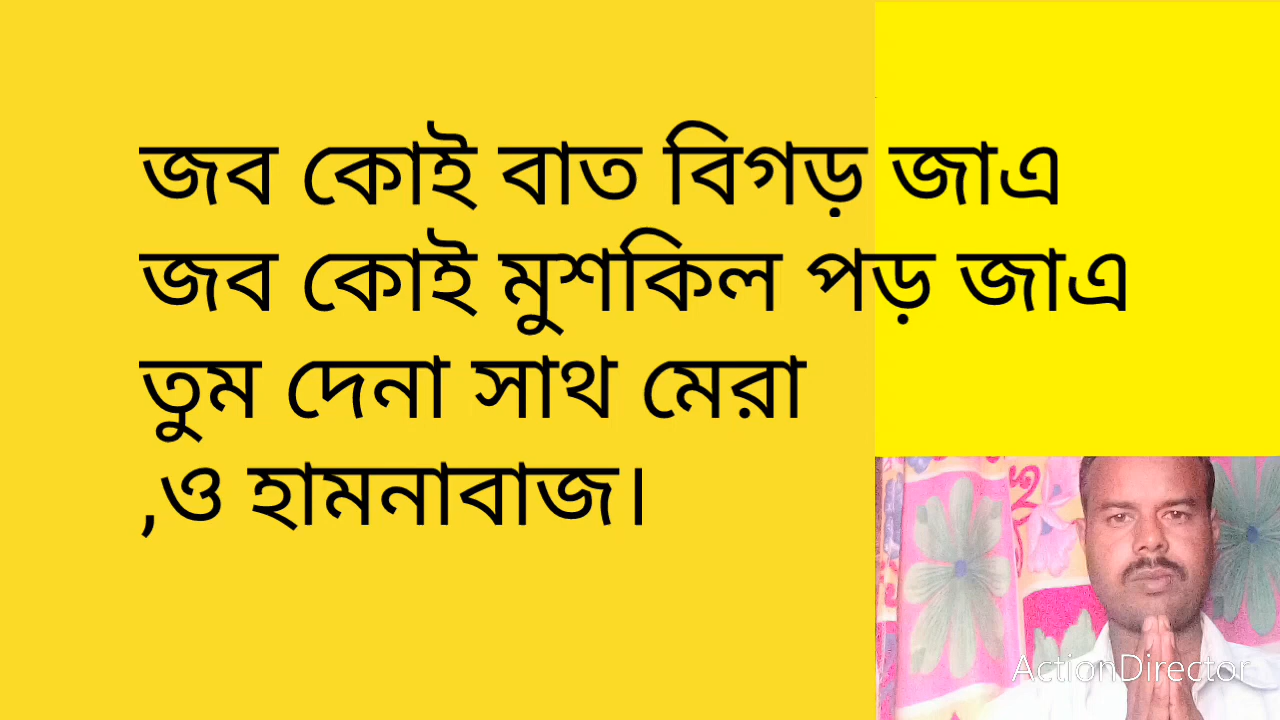 জব কোই বাত বিগড় জাএ
জব কোই মুশকিল পড় জাএ
তুম দেনা সাথ মেরা
,ও হামনাবাজ।
ActionDirector